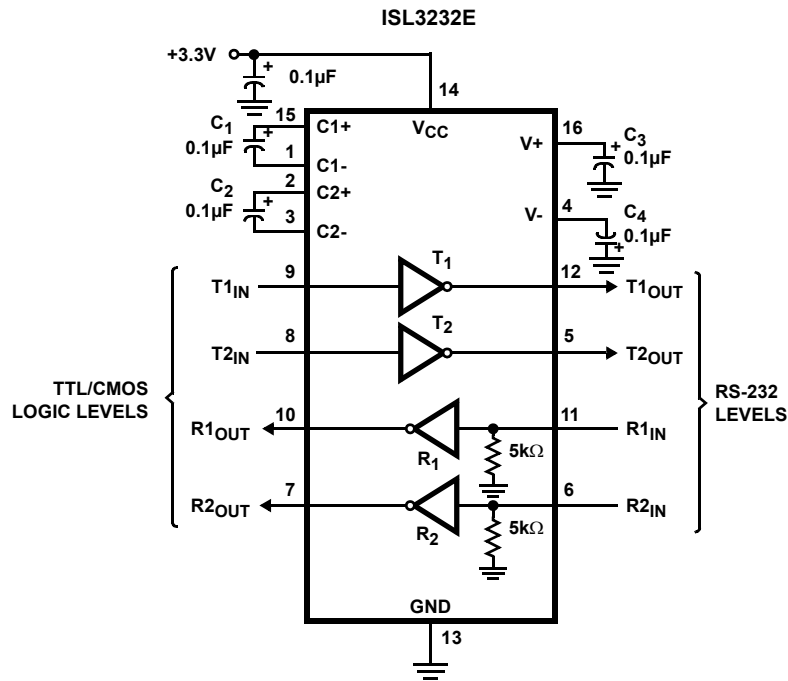 ISL3232E
+3.3V
+
0.1µF
14
C1
0.1µF
+
15
C1+
1
C1-
VCC
16
V+
+
C3
0.1µF
C2
0.1µF
+
2
C2+
3
C2-
4
V-
C4
0.1µF
+
T1IN
9
T1
12
T1OUT
T2IN
8
T2
5
T2OUT
TTL/CMOS
LOGIC LEVELS
RS-232
LEVELS
R1OUT
10
R1
5kΩ
11
R1IN
R2OUT
7
R2
5kΩ
6
R2IN
GND
13